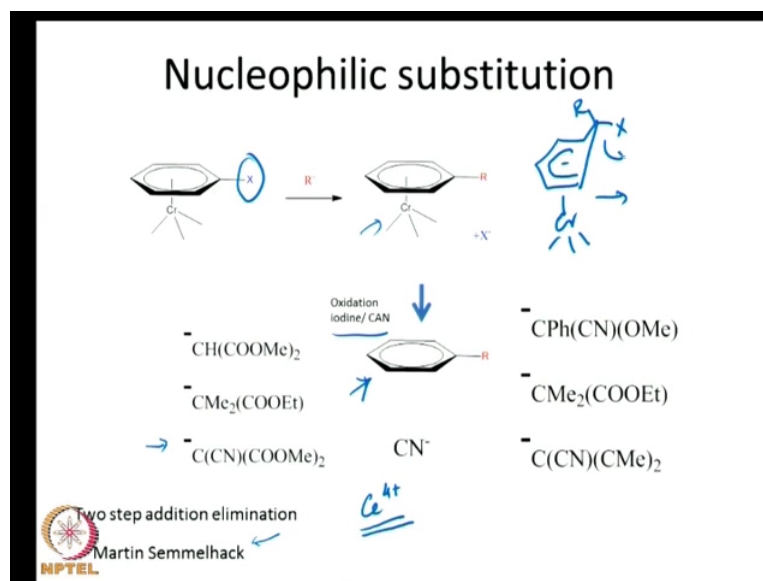 Nucleophilic substitution
R
X
X
R⁻
R
Cr
Cr
+X⁻
Cr
Oxidation
iodine/ CAN
R
⁻CH(COOMe)₂
⁻CPh(CN)(OMe)
⁻CMe₂(COOEt)
⁻CMe₂(COOEt)
⁻C(CN)(COOMe)₂
CN⁻
⁻C(CN)(CMe)₂
Ce⁴⁺
Two step addition elimination
Martin Semmelhack
NPTEL